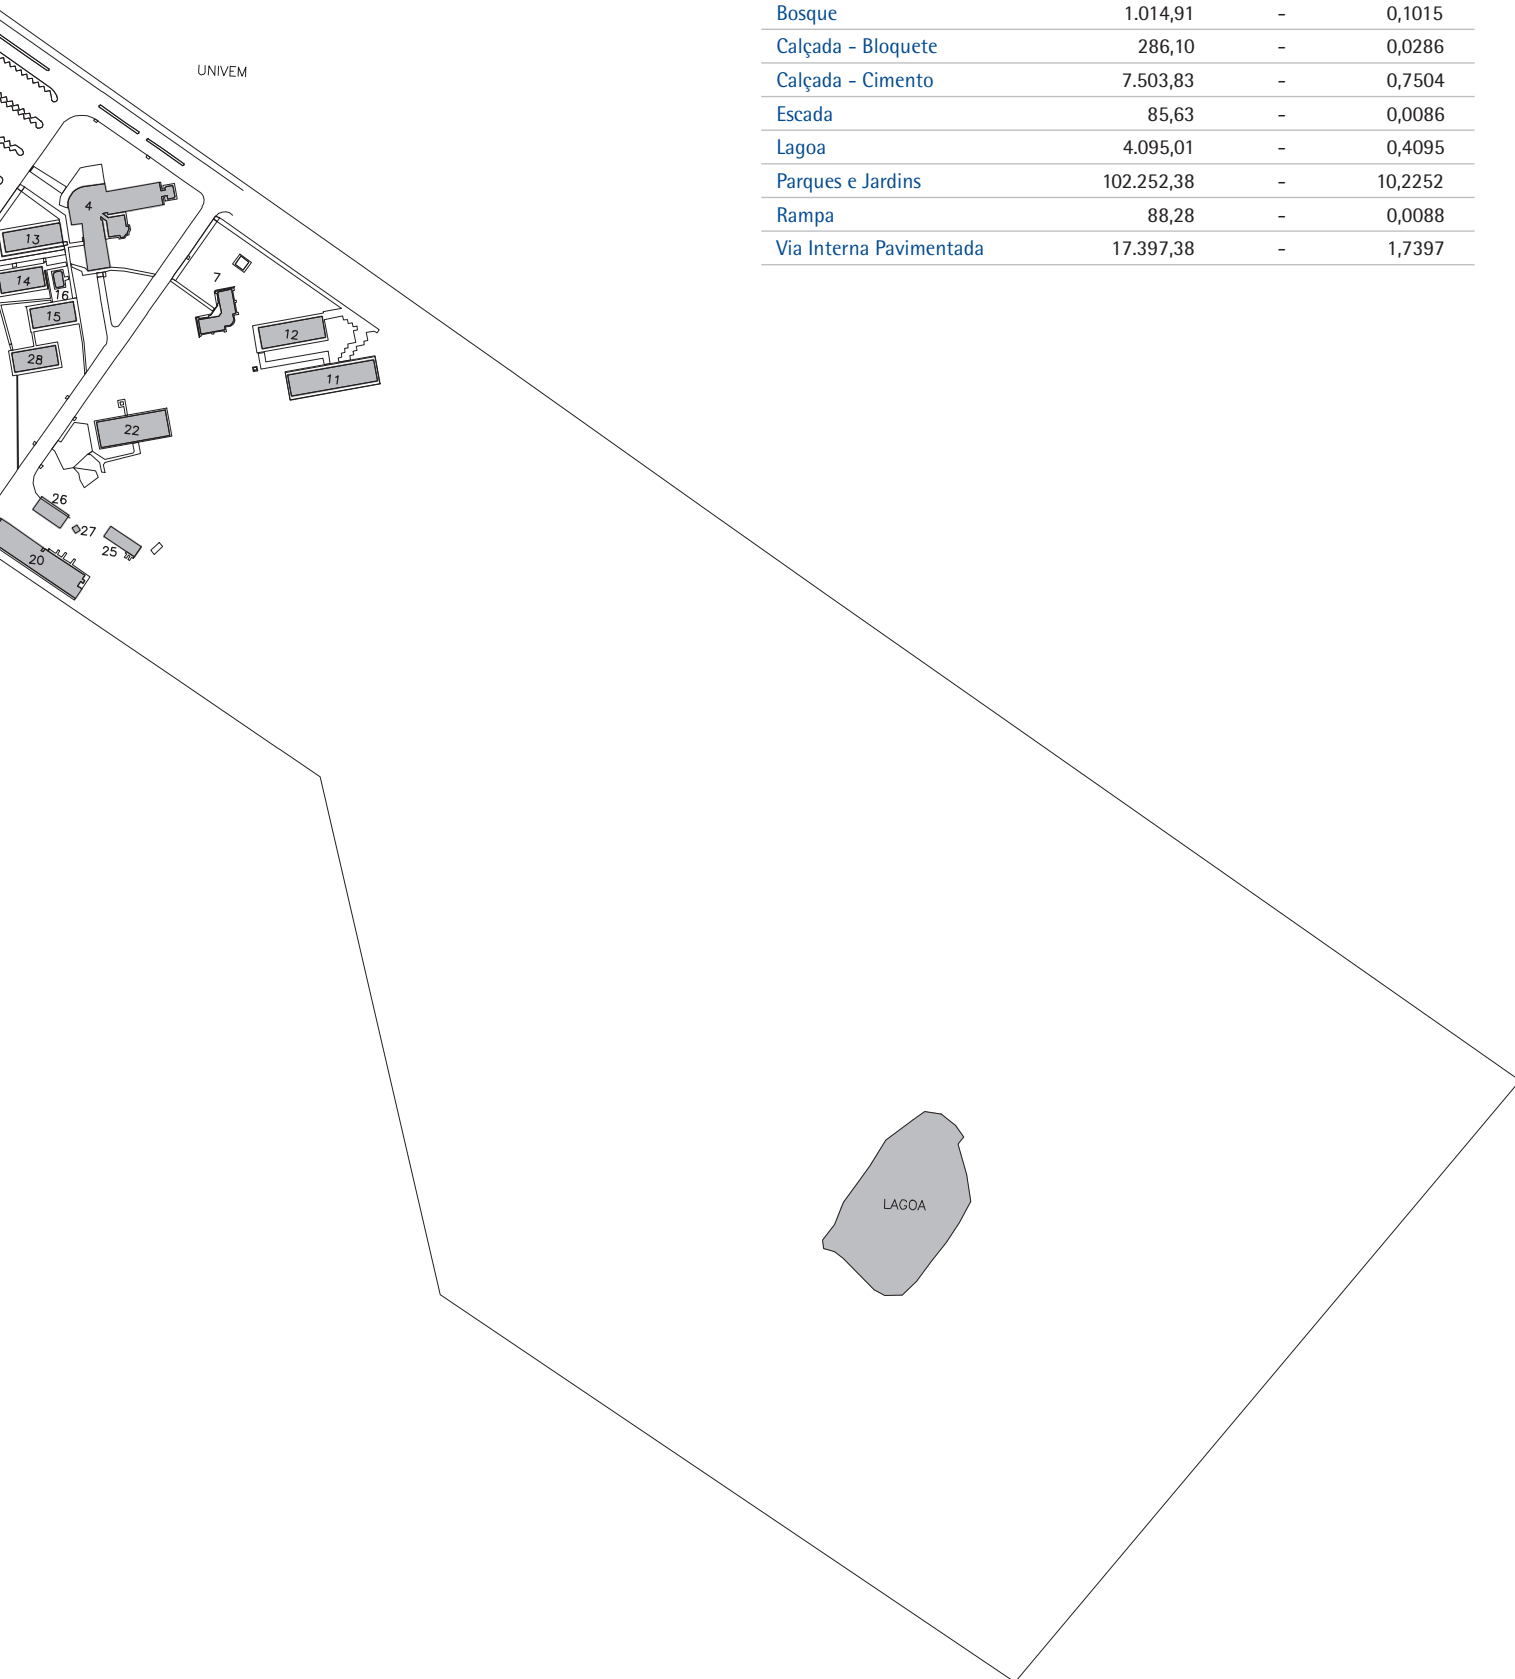 Bosque 1.014,91 - 0,1015
Calçada - Bloquete 286,10 - 0,0286
Calçada - Cimento 7.503,83 - 0,7504
Escada 85,63 - 0,0086
Lagoa 4.095,01 - 0,4095
Parques e Jardins 102.252,38 - 10,2252
Rampa 88,28 - 0,0088
Via Interna Pavimentada 17.397,38 - 1,7397
UNIVEM
4
13
7
14
16
15
12
28
11
22
26
27
25
20
LAGOA